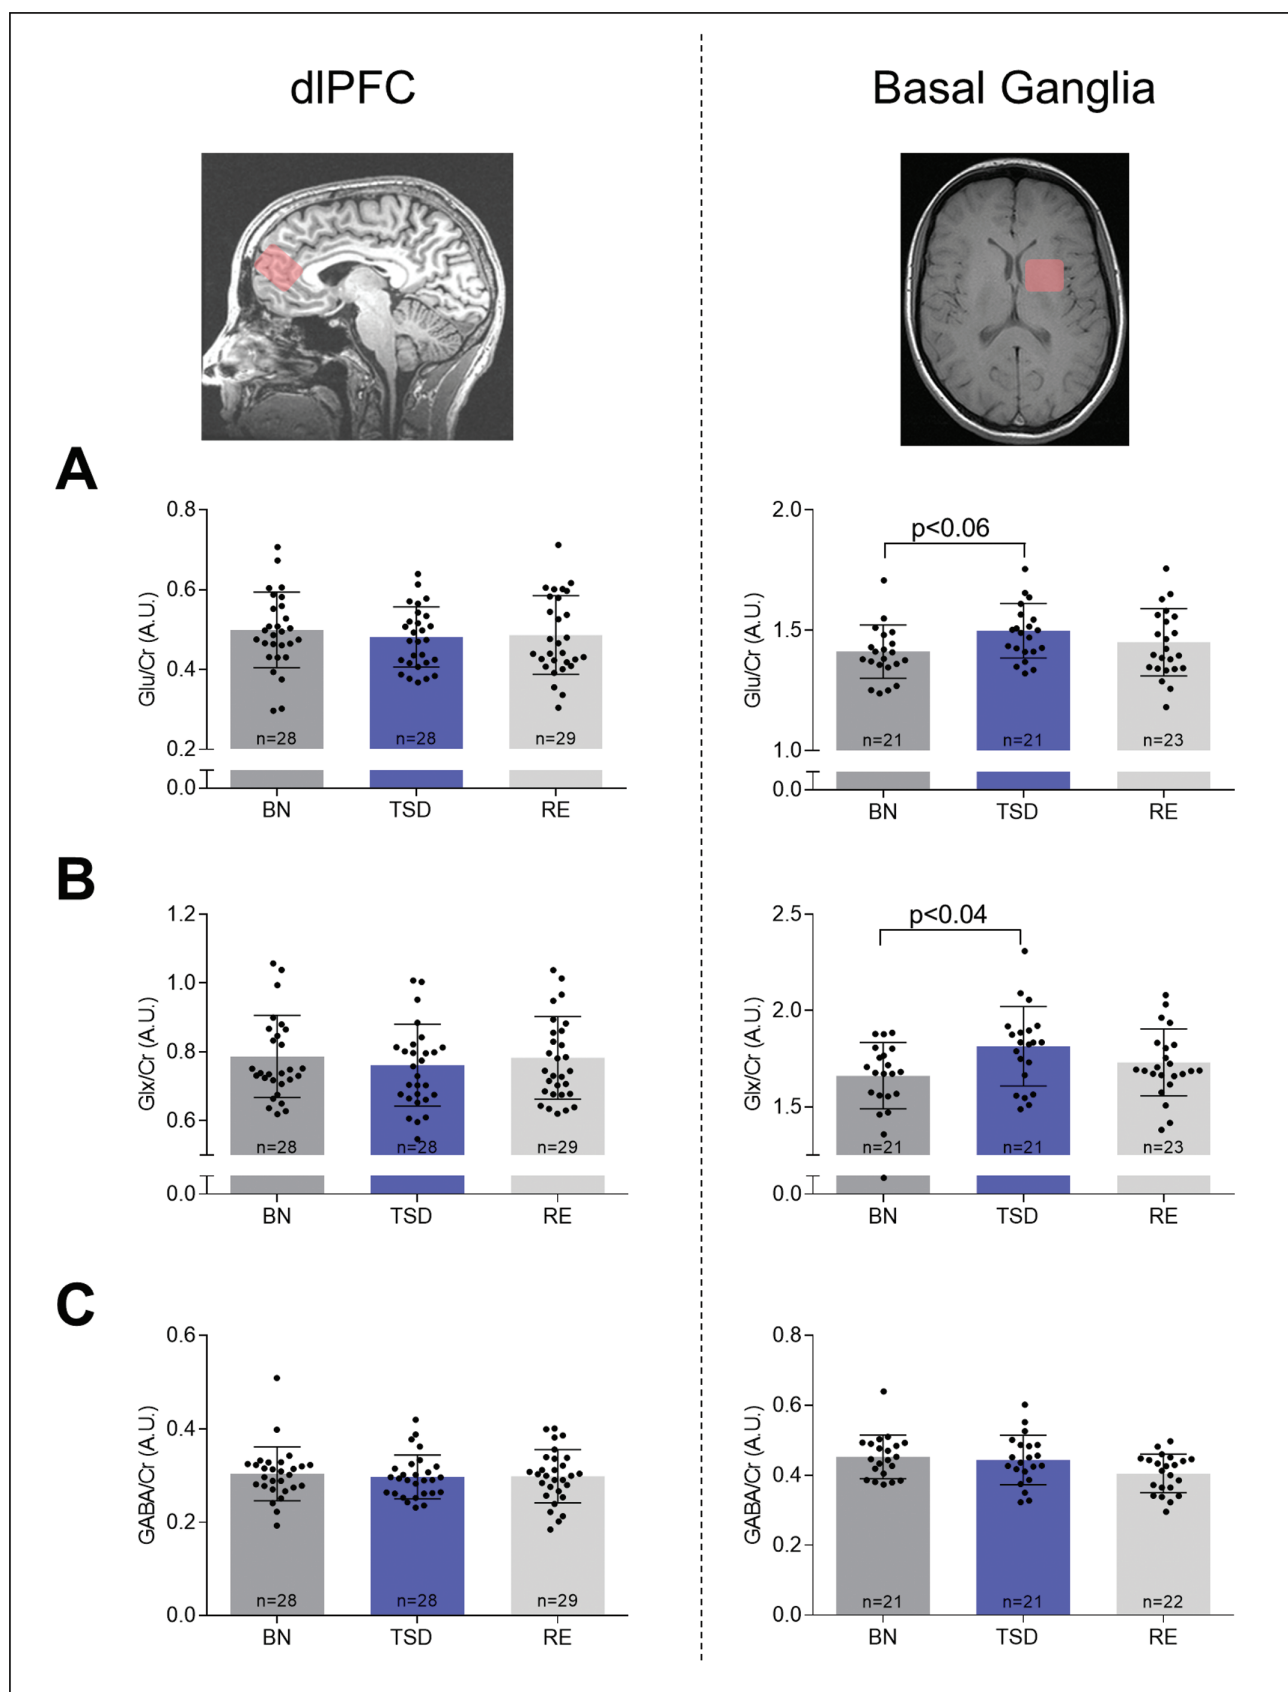 dlPFC
Basal Ganglia
A
0.8
0.6
0.4
0.2
0.0
Glu/Cr (A.U.)
n=28
n=28
n=29
BN
TSD
RE
2.0
1.5
1.0
0.0
Glu/Cr (A.U.)
p<0.06
n=21
n=21
n=23
BN
TSD
RE
B
1.2
1.0
0.8
0.6
0.0
Glx/Cr (A.U.)
n=28
n=28
n=29
BN
TSD
RE
2.5
2.0
1.5
0.0
Glx/Cr (A.U.)
p<0.04
n=21
n=21
n=23
BN
TSD
RE
C
0.6
0.4
0.2
0.0
GABA/Cr (A.U.)
n=28
n=28
n=29
BN
TSD
RE
0.8
0.6
0.4
0.2
0.0
GABA/Cr (A.U.)
n=21
n=21
n=22
BN
TSD
RE